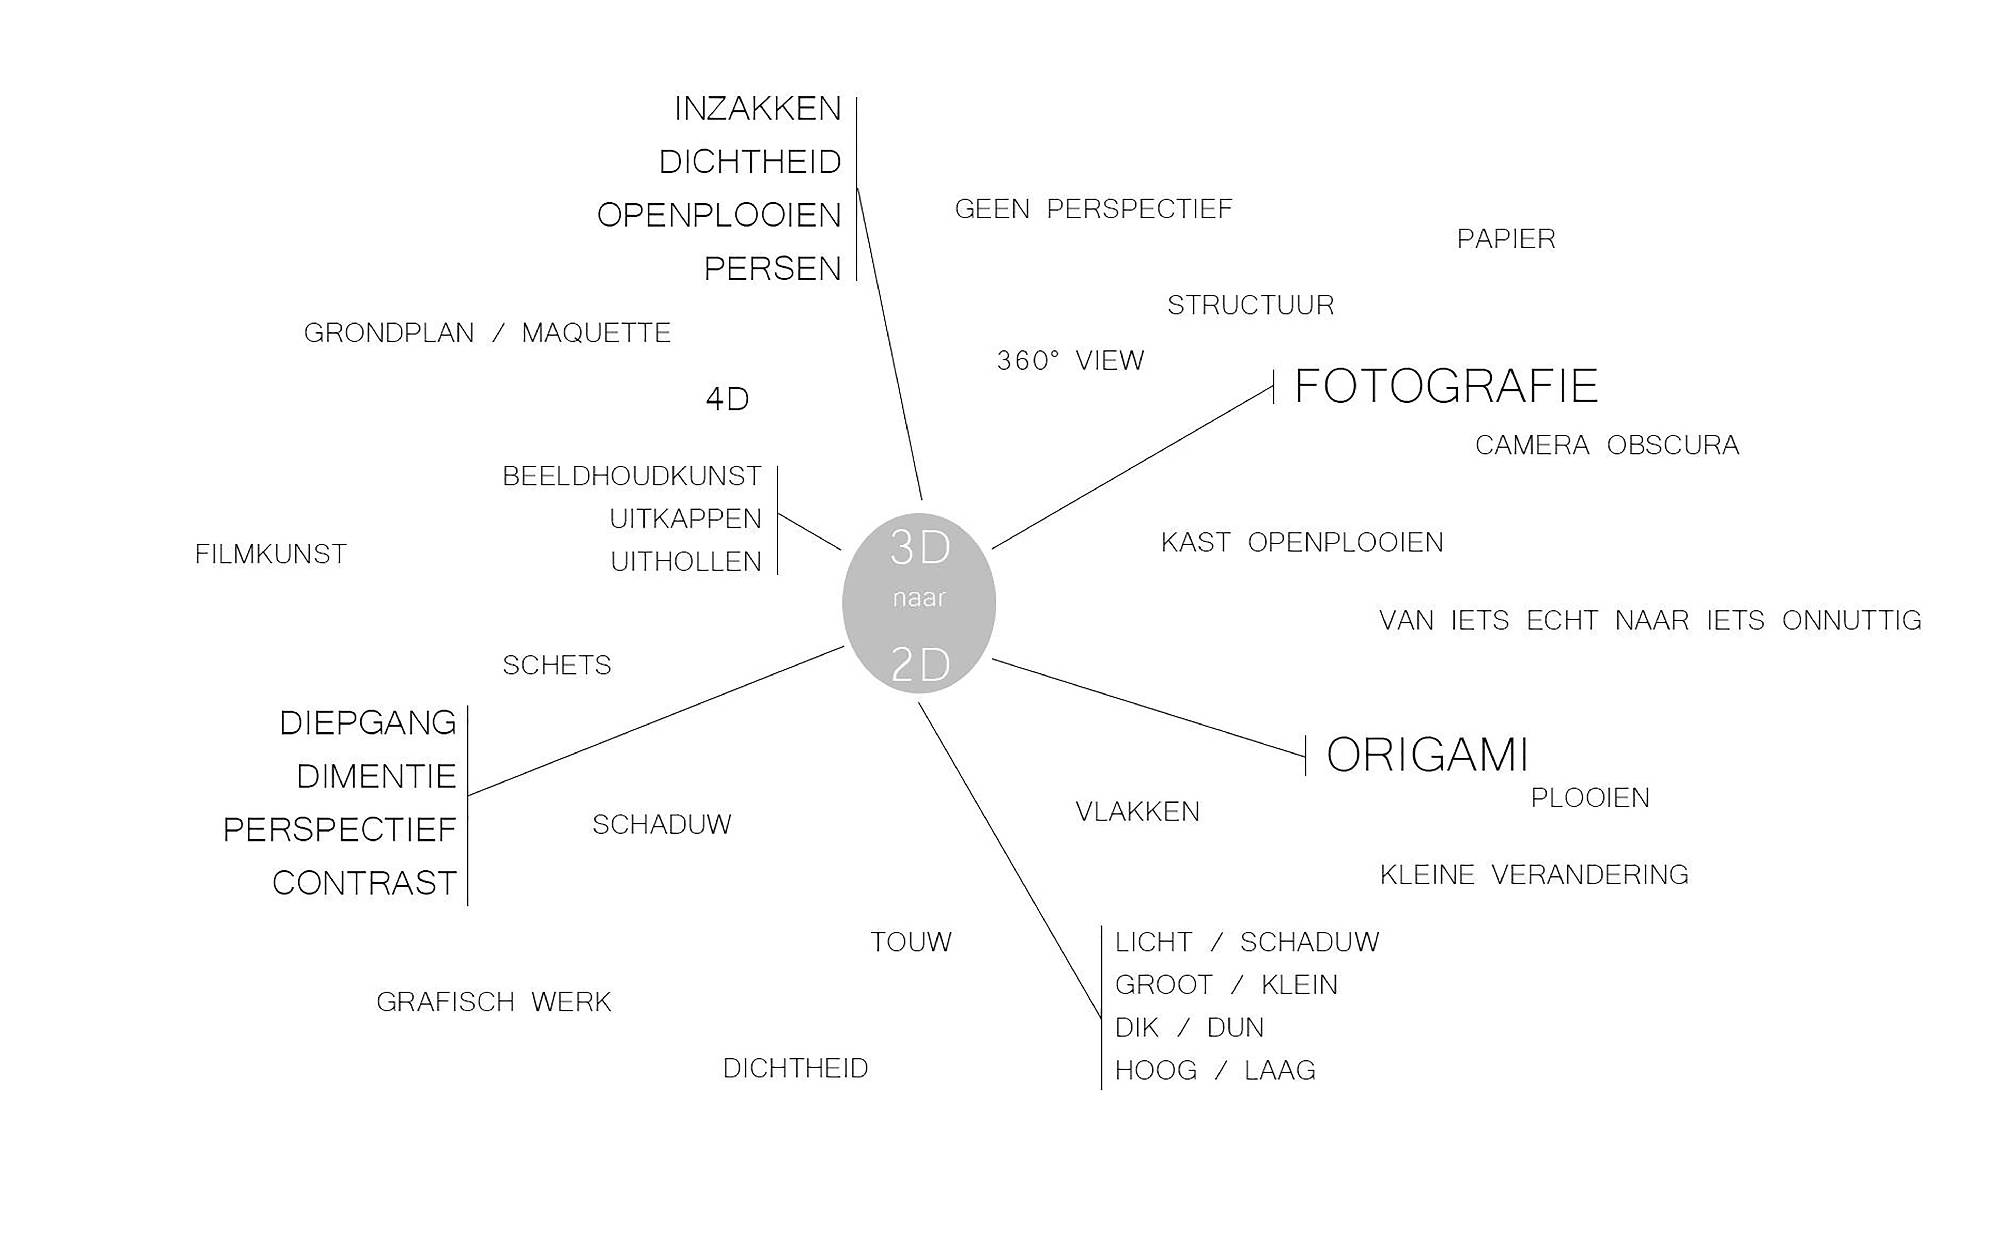 INZAKKEN
DICHTHEID
OPENPLOOIEN
PERSEN
GEEN PERSPECTIEF
PAPIER
STRUCTUUR
GRONDPLAN / MAQUETTE
360° VIEW
4D
FOTOGRAFIE
CAMERA OBSCURA
BEELDHOUDKUNST
UITKAPPEN
UITHOLLEN
FILMKUNST
3D
naar
2D
KAST OPENPLOOIEN
VAN IETS ECHT NAAR IETS ONNUTTIG
SCHETS
DIEPGANG
DIMENTIE
PERSPECTIEF
CONTRAST
SCHADUW
ORIGAMI
PLOOIEN
VLAKKEN
KLEINE VERANDERING
TOUW
LICHT / SCHADUW
GROOT / KLEIN
DIK / DUN
HOOG / LAAG
GRAFISCH WERK
DICHTHEID